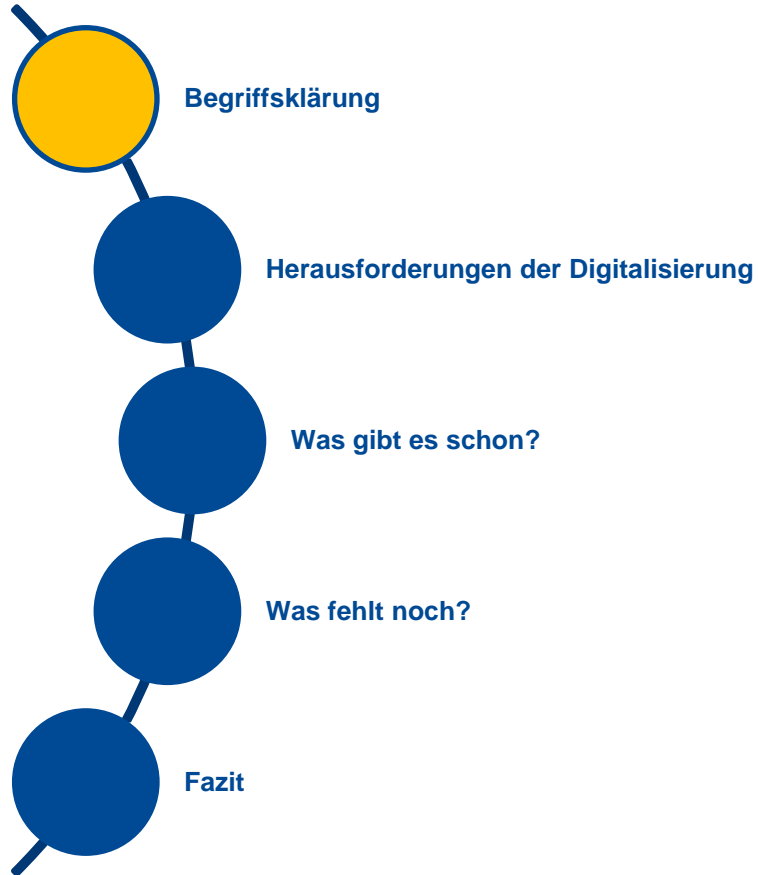 Begriffsklärung
Herausforderungen der Digitalisierung
Was gibt es schon?
Was fehlt noch?
Fazit